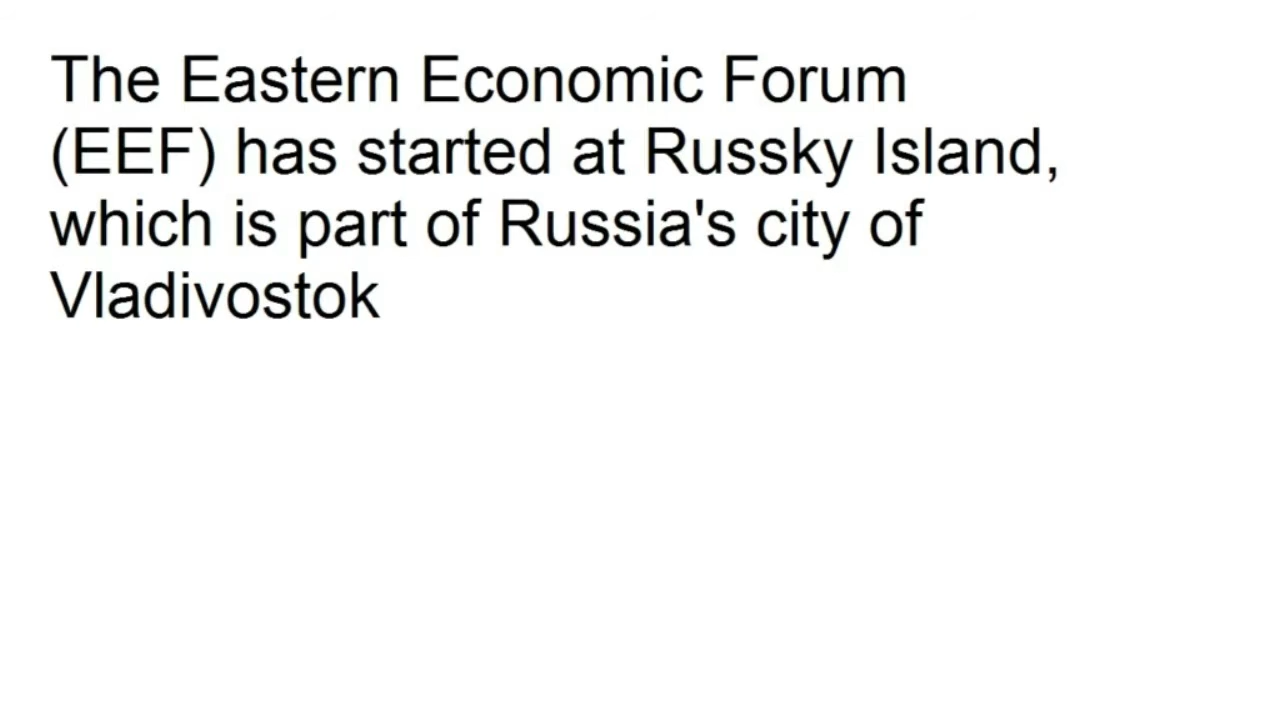 The Eastern Economic Forum
(EEF) has started at Russky Island,
which is part of Russia's city of
Vladivostok